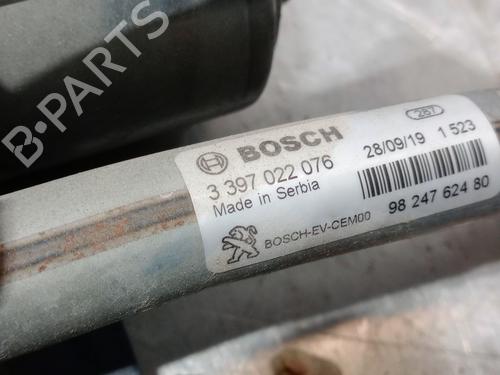 287
BOSCH 28/09/19 1 523
3 397 022 076
Made in Serbia 98 247 624 80
BOSCH-EV-CEM00
B-PARTS